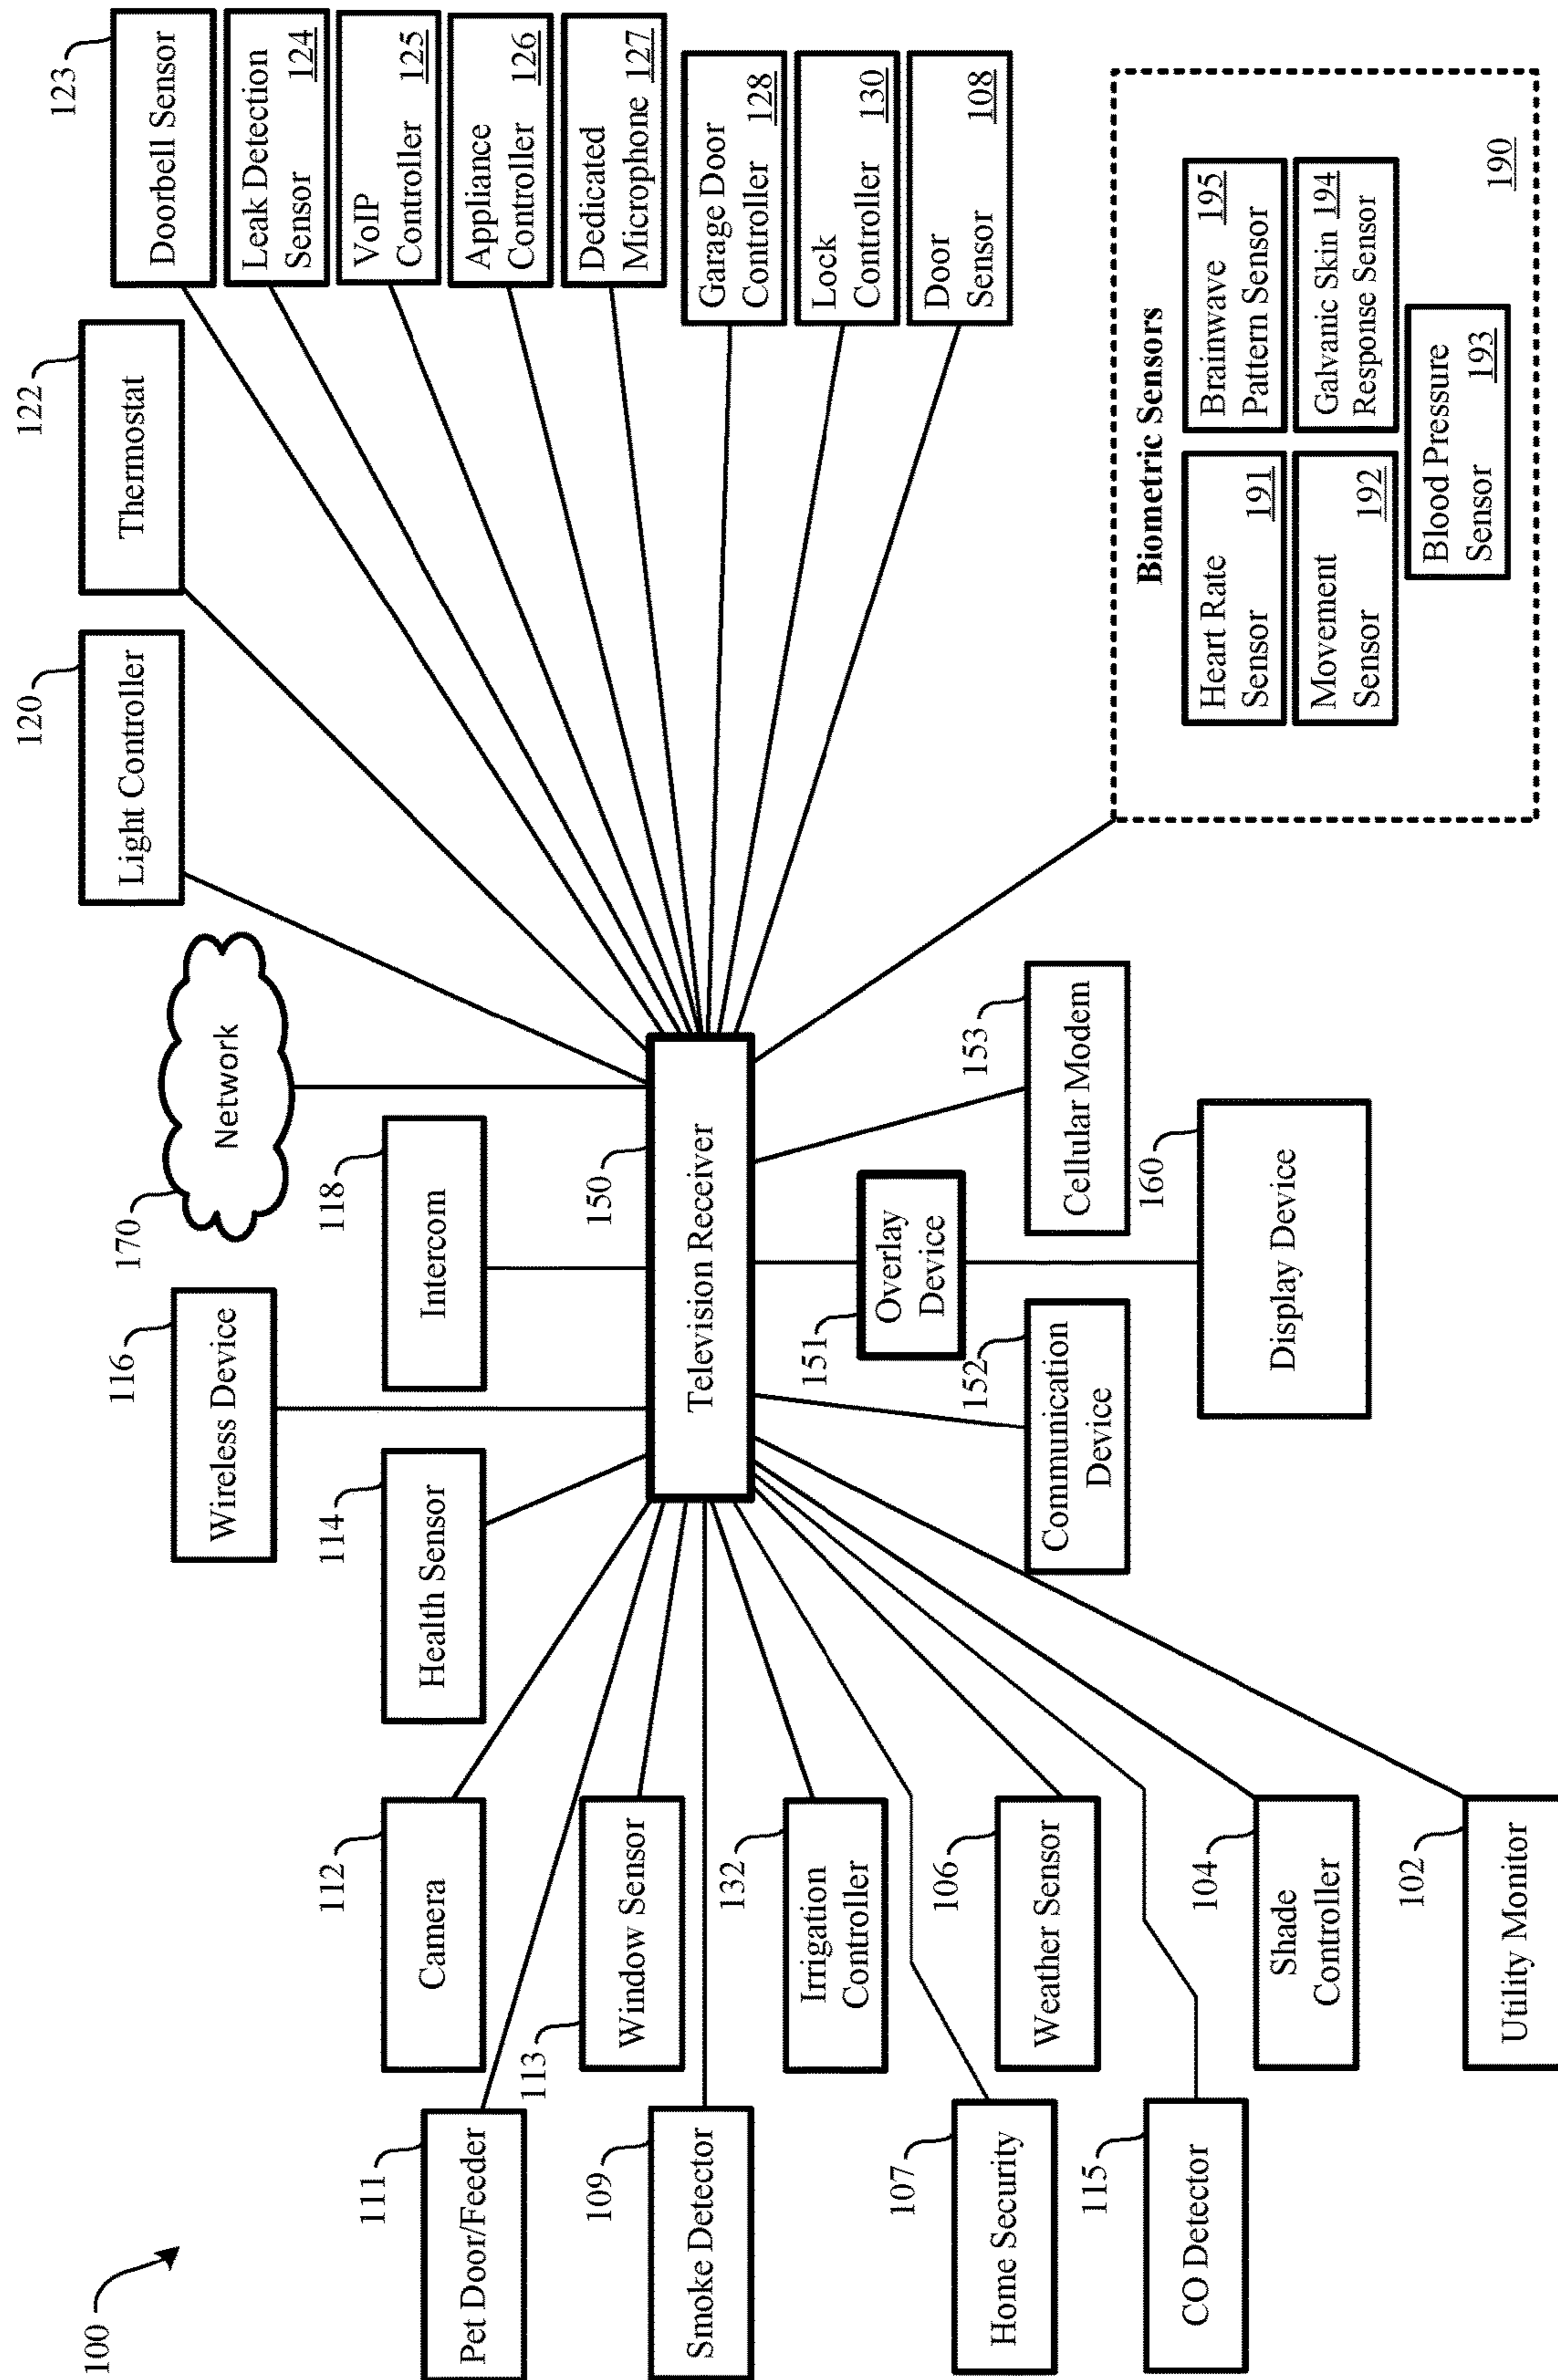 100
170
Network
116
Wireless Device
120
Light Controller
122
Thermostat
123
Doorbell Sensor
Leak Detection
Sensor 124
VoIP
Controller 125
Appliance
Controller 126
Dedicated
Microphone 127
Garage Door
Controller 128
Lock
Controller 130
Door
Sensor 108
111
Pet Door/Feeder
112
Camera
114
Health Sensor
118
Intercom
113
Window Sensor
109
Smoke Detector
150
Television Receiver
132
Irrigation
Controller
151
Overlay
Device
107
Home Security
106
Weather Sensor
152
Communication
Device
153
Cellular Modem
115
CO Detector
104
Shade
Controller
160
Display Device
102
Utility Monitor
Biometric Sensors
Heart Rate
Sensor 191
Brainwave 195
Pattern Sensor
Movement
Sensor 192
Galvanic Skin 194
Response Sensor
Blood Pressure
Sensor 193
190